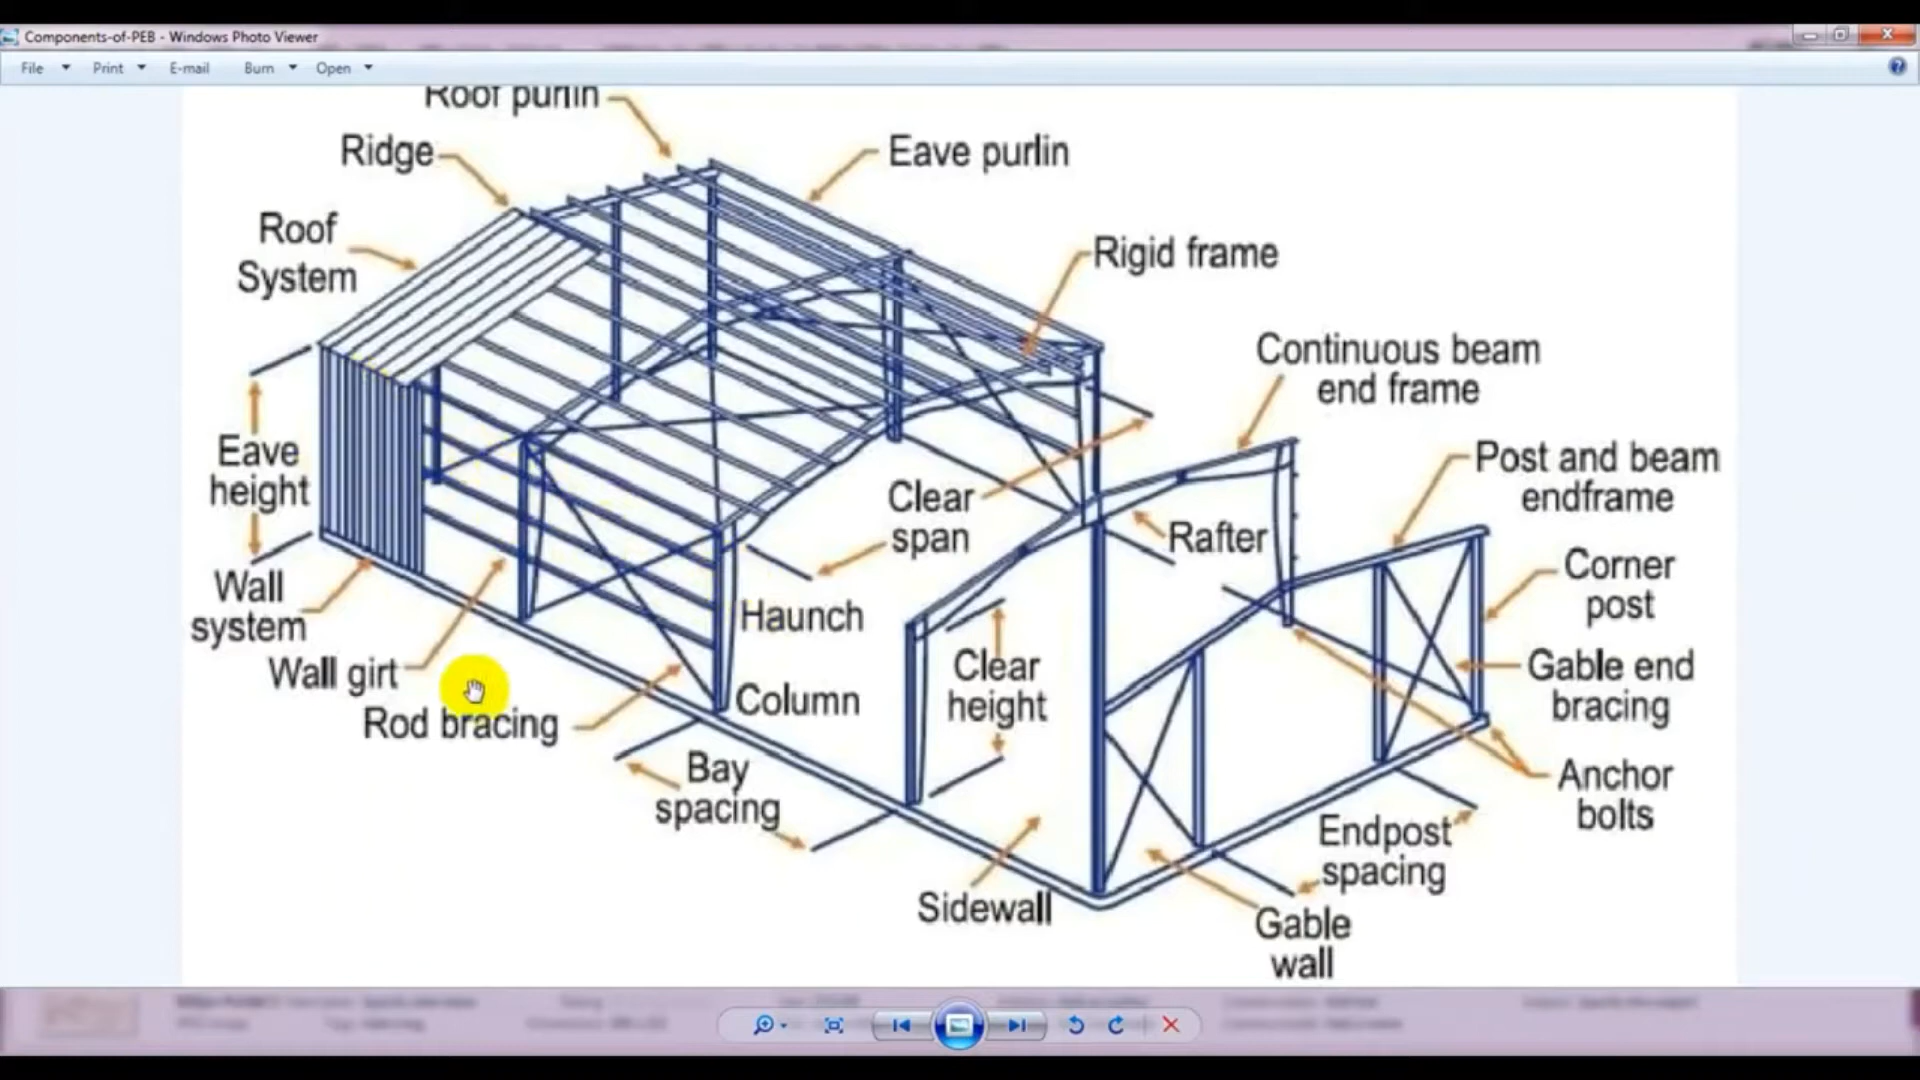 Components-of-PEB - Windows Photo Viewer
File Print E-mail Burn Open
Roof purlin
Ridge
Eave purlin
Roof
System
Rigid frame
Continuous beam
end frame
Eave
height
Post and beam
endframe
Clear
span
Rafter
Corner
post
Wall
system
Haunch
Wall girt
Clear
height
Gable end
bracing
Rod bracing
Column
Bay
spacing
Anchor
bolts
Endpost
spacing
Sidewall
Gable
wall